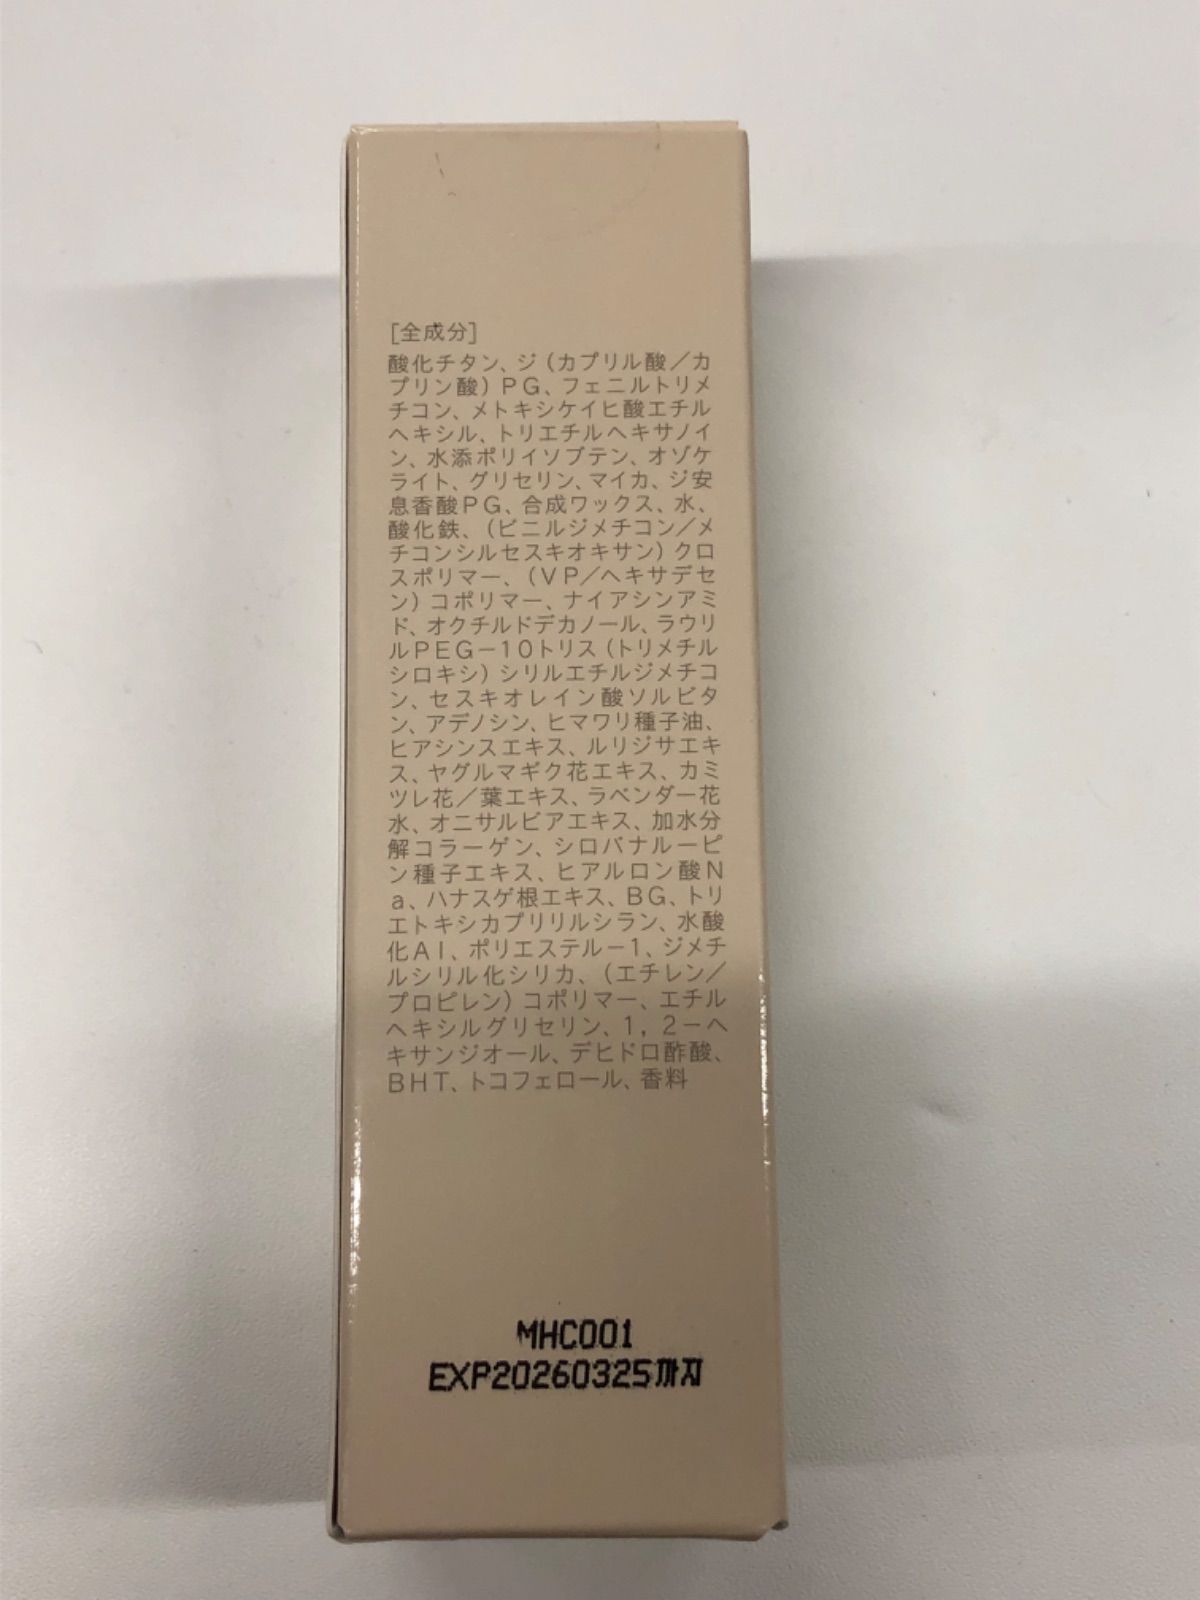 [全成分]
酸化チタン、ジ(カプリル酸/カ
プリン酸)PG、フェニルトリメ
チコン、メトキシケイヒ酸エチル
ヘキシル、トリエチルヘキサノイ
ン、水添ポリイソブテン、オゾケ
ライト、グリセリン、マイカ、ジ安
息香酸PG、合成ワックス、水、
酸化鉄、(ビニルジメチコン/メ
チコンシルセスキオキサン)クロ
スポリマー、(VP/ヘキサデセ
ン)コポリマー、ナイアシンアミ
ド、オクチルドデカノール、ラウリ
ルPEG-10トリス(トリメチル
シロキシ)シリルエチルジメチコ
ン、セスキオレイン酸ソルビタ
ン、アデノシン、ヒマワリ種子油、
ヒアシンスエキス、ルリジサエキ
ス、ヤグルマギク花エキス、カミ
ツレ花/葉エキス、ラベンダー花
水、オニサルビアエキス、加水分
解コラーゲン、シロバナルーピ
ン種子エキス、ヒアルロン酸N
a、ハナスゲ根エキス、BG、トリ
エトキシカプリリルシラン、水酸
化Al、ポリエステル-1、ジメチ
ルシリル化シリカ、(エチレン/
プロピレン)コポリマー、エチル
ヘキシルグリセリン、1,2-ヘ
キサンジオール、デヒドロ酢酸、
BHT、トコフェロール、香料
MHC001
EXP20260325까지